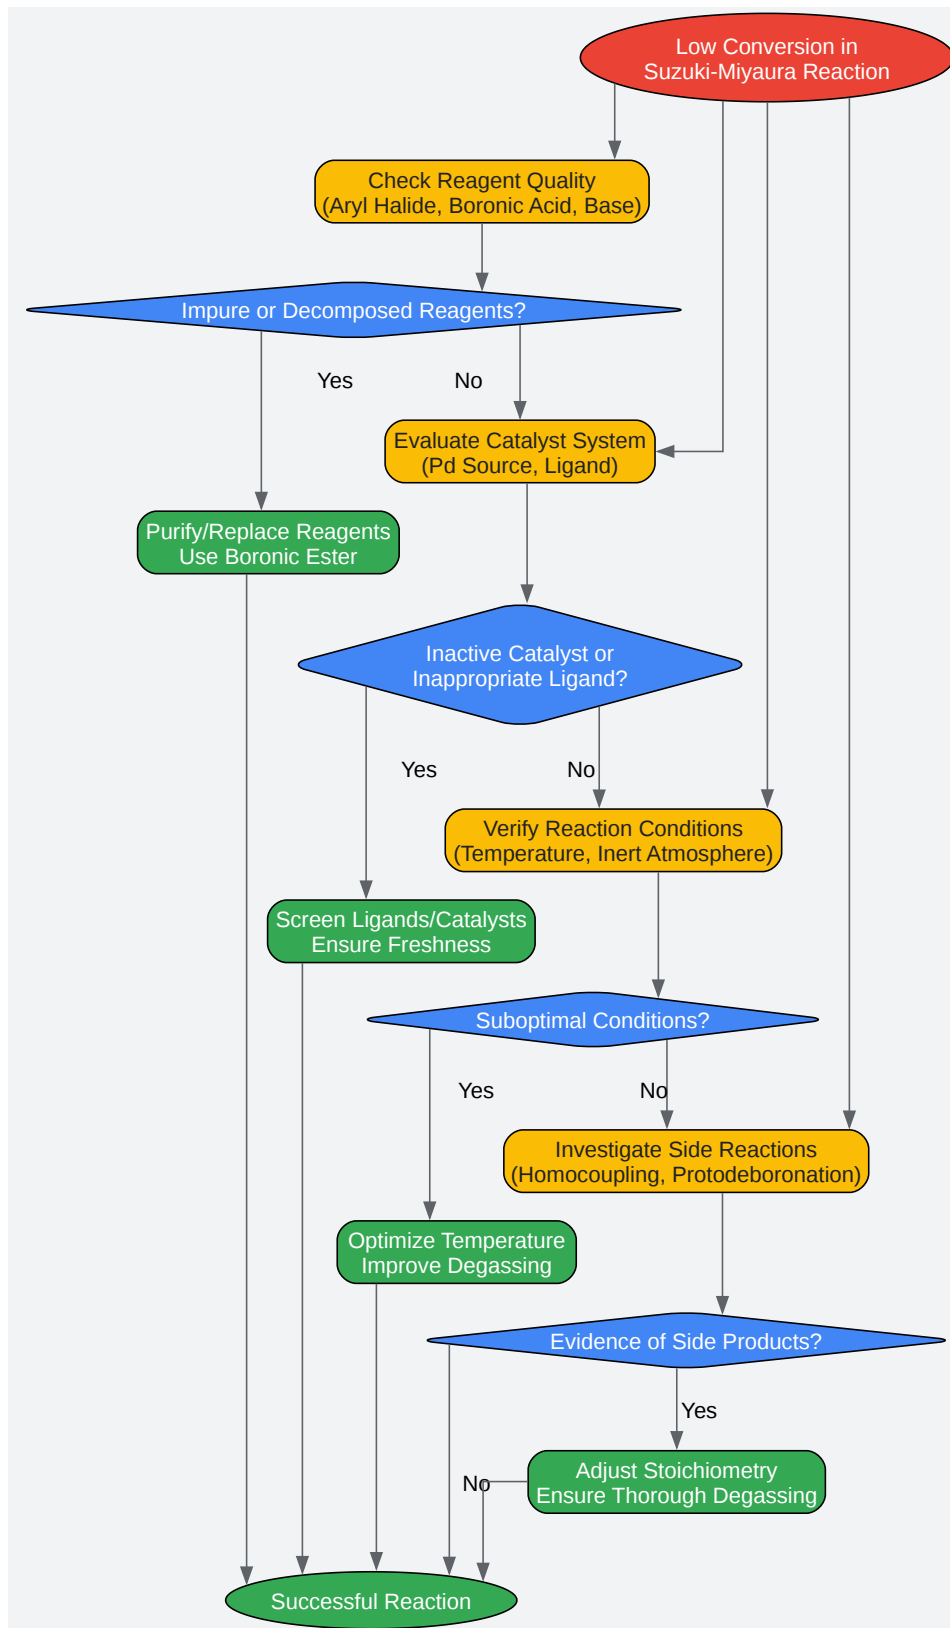 Low Conversion in
Suzuki-Miyaura Reaction
Check Reagent Quality
(Aryl Halide, Boronic Acid, Base)
Impure or Decomposed Reagents?
Yes
No
Evaluate Catalyst System
(Pd Source, Ligand)
Purify/Replace Reagents
Use Boronic Ester
Inactive Catalyst or
Inappropriate Ligand?
Yes
No
Verify Reaction Conditions
(Temperature, Inert Atmosphere)
Screen Ligands/Catalysts
Ensure Freshness
Suboptimal Conditions?
Yes
No
Investigate Side Reactions
(Homocoupling, Protodeboronation)
Optimize Temperature
Improve Degassing
Evidence of Side Products?
Yes
No
Adjust Stoichiometry
Ensure Thorough Degassing
Successful Reaction